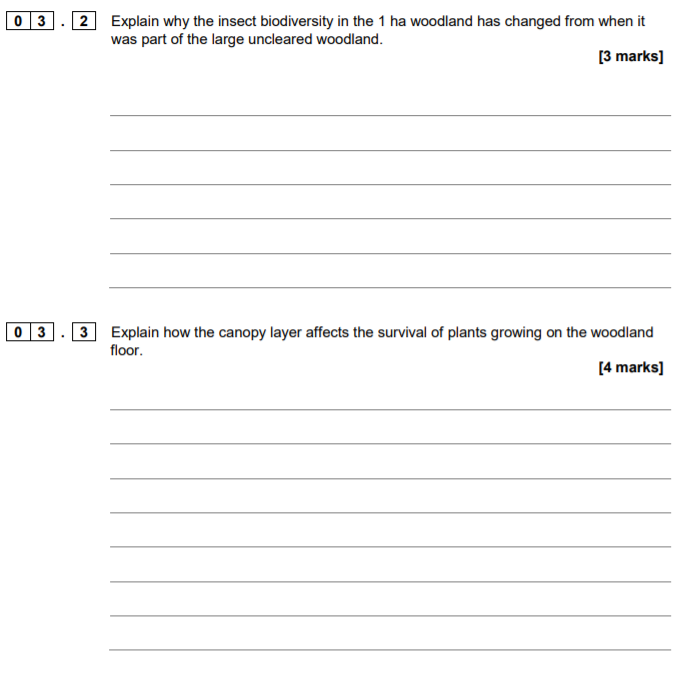 0 3 . 2 Explain why the insect biodiversity in the 1 ha woodland has changed from when it
was part of the large uncleared woodland.
[3 marks]
0 3 . 3 Explain how the canopy layer affects the survival of plants growing on the woodland
floor.
[4 marks]